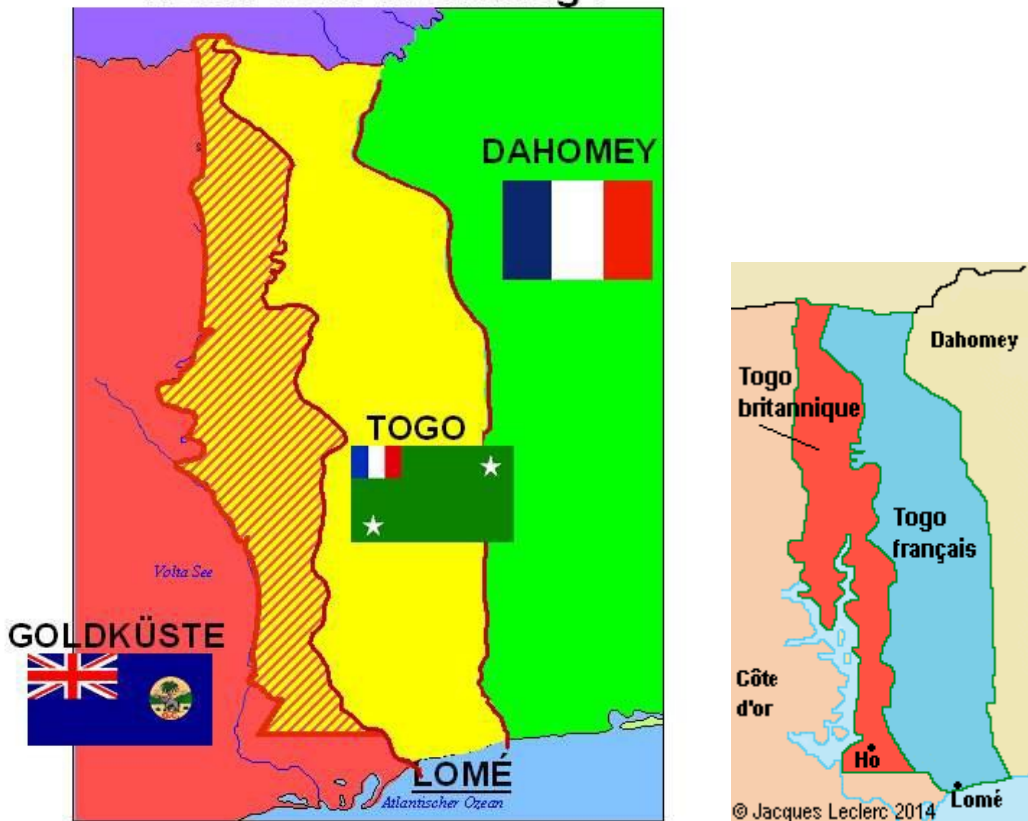 DAHOMEY
TOGO
Volta See
GOLDKÜSTE
LOMÉ
Atlantischer Ozean
Dahomey
Togo
britannique
Togo
français
Côte
d'or
Ho
Lomé
© Jacques Leclerc 2014